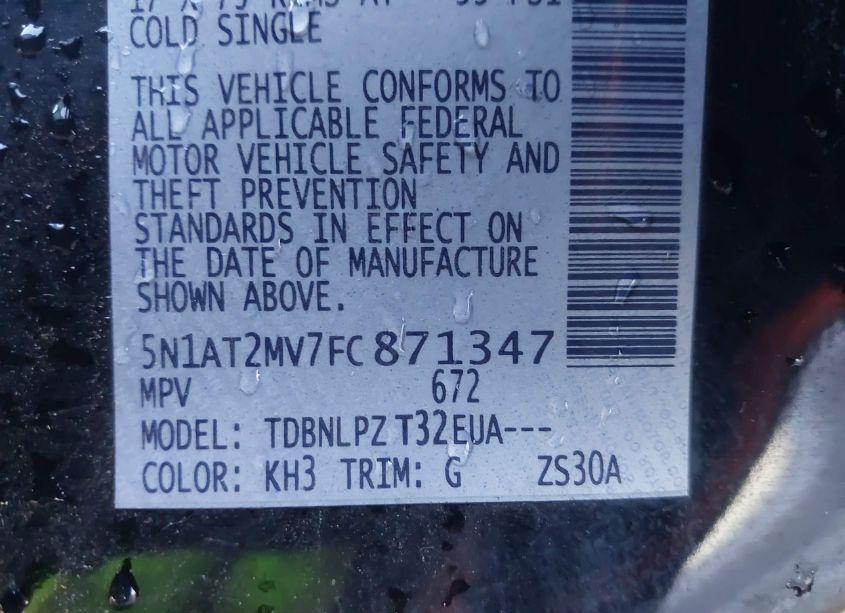 COLD SINGLE
THIS VEHICLE CONFORMS TO
ALL APPLICABLE FEDERAL
MOTOR VEHICLE SAFETY AND
THEFT PREVENTION
STANDARDS IN EFFECT ON
THE DATE OF MANUFACTURE
SHOWN ABOVE.
5N1AT2MV7FC871347
MPV 672
MODEL: TDBNLPZ T32EUA---
COLOR: KH3 TRIM: G ZS30A